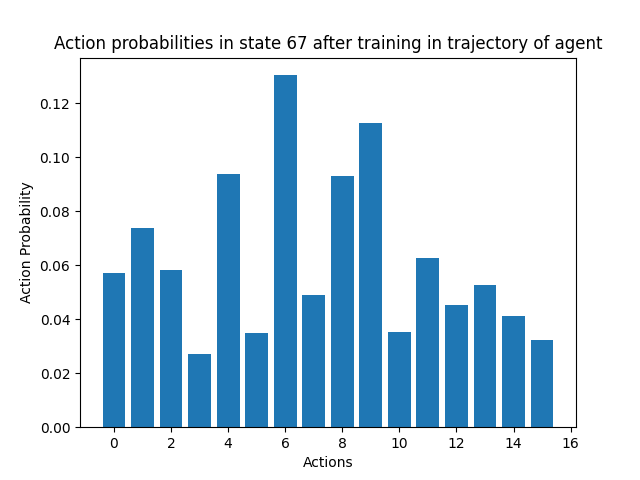 Action probabilities in state 67 after training in trajectory of agent
Action Probability
0.12
0.10
0.08
0.06
0.04
0.02
0.00
0 2 4 6 8 10 12 14 16
Actions